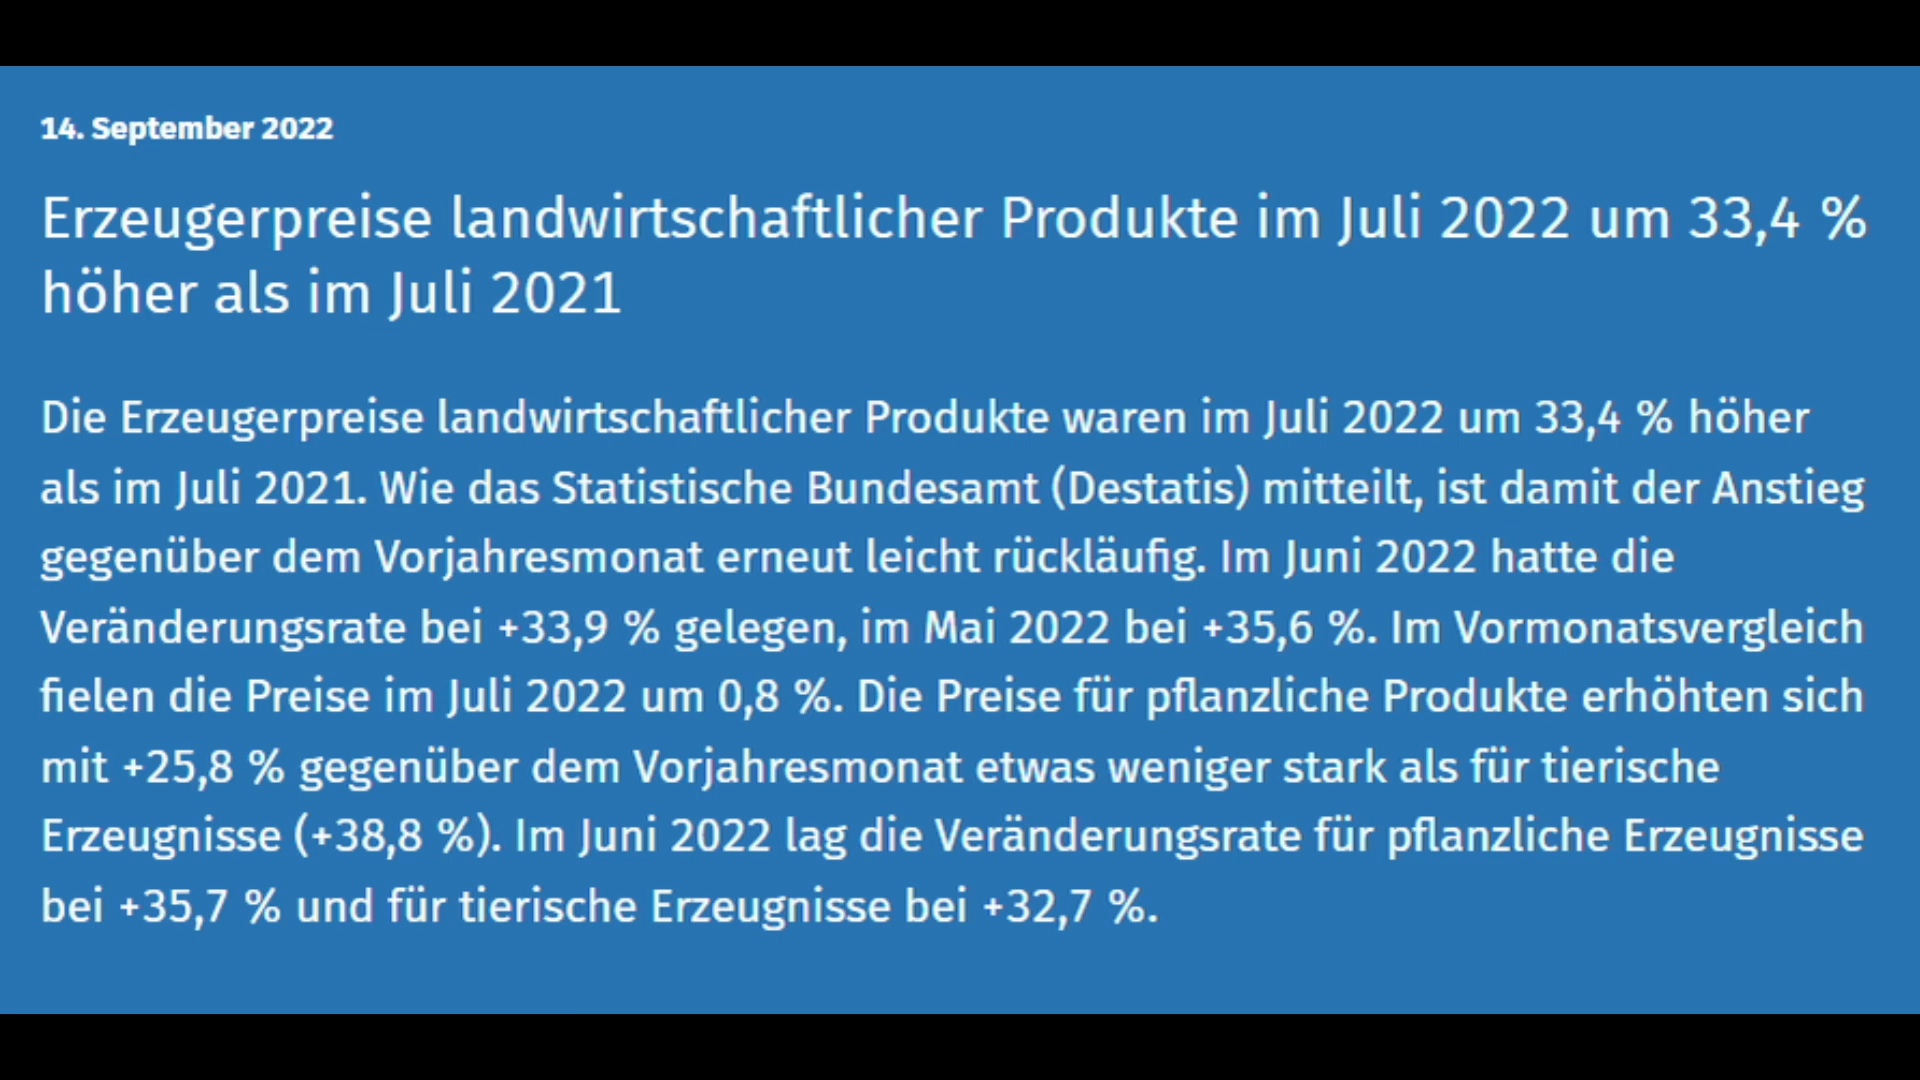 14. September 2022
Erzeugerpreise landwirtschaftlicher Produkte im Juli 2022 um 33,4 %
höher als im Juli 2021
Die Erzeugerpreise landwirtschaftlicher Produkte waren im Juli 2022 um 33,4 % höher
als im Juli 2021. Wie das Statistische Bundesamt (Destatis) mitteilt, ist damit der Anstieg
gegenüber dem Vorjahresmonat erneut leicht rückläufig. Im Juni 2022 hatte die
Veränderungsrate bei +33,9 % gelegen, im Mai 2022 bei +35,6 %. Im Vormonatsvergleich
fielen die Preise im Juli 2022 um 0,8 %. Die Preise für pflanzliche Produkte erhöhten sich
mit +25,8 % gegenüber dem Vorjahresmonat etwas weniger stark als für tierische
Erzeugnisse (+38,8 %). Im Juni 2022 lag die Veränderungsrate für pflanzliche Erzeugnisse
bei +35,7 % und für tierische Erzeugnisse bei +32,7 %.